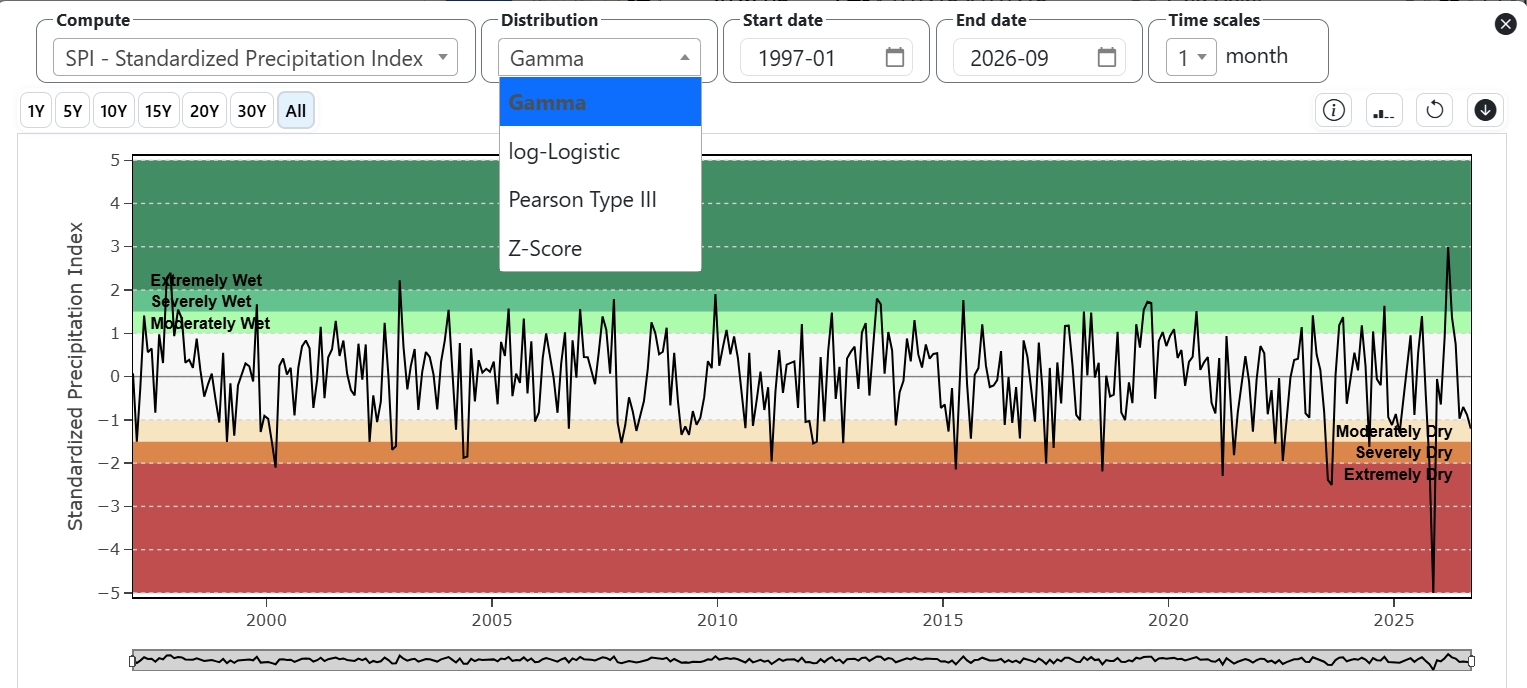 Compute
Distribution
Start date
End date
Time scales
SPI - Standardized Precipitation Index
Gamma
1997-01
2026-09
1
month
Gamma
log-Logistic
Pearson Type III
Z-Score
1Y
5Y
10Y
15Y
20Y
30Y
All
Standardized Precipitation Index
5
4
3
2
1
0
−1
−2
−3
−4
−5
Extremely Wet
Severely Wet
Moderately Wet
Moderately Dry
Severely Dry
Extremely Dry
2000
2005
2010
2015
2020
2025